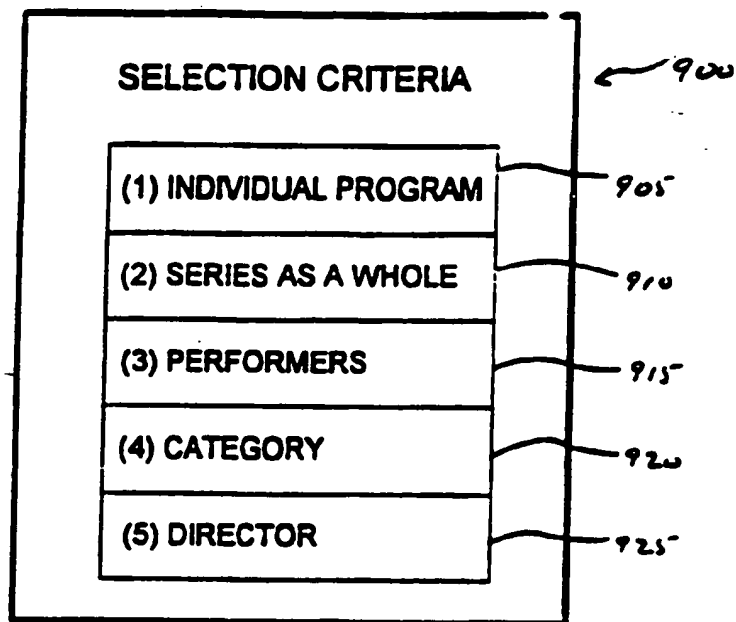 SELECTION CRITERIA
900
(1) INDIVIDUAL PROGRAM
905
(2) SERIES AS A WHOLE
910
(3) PERFORMERS
915
(4) CATEGORY
920
(5) DIRECTOR
925